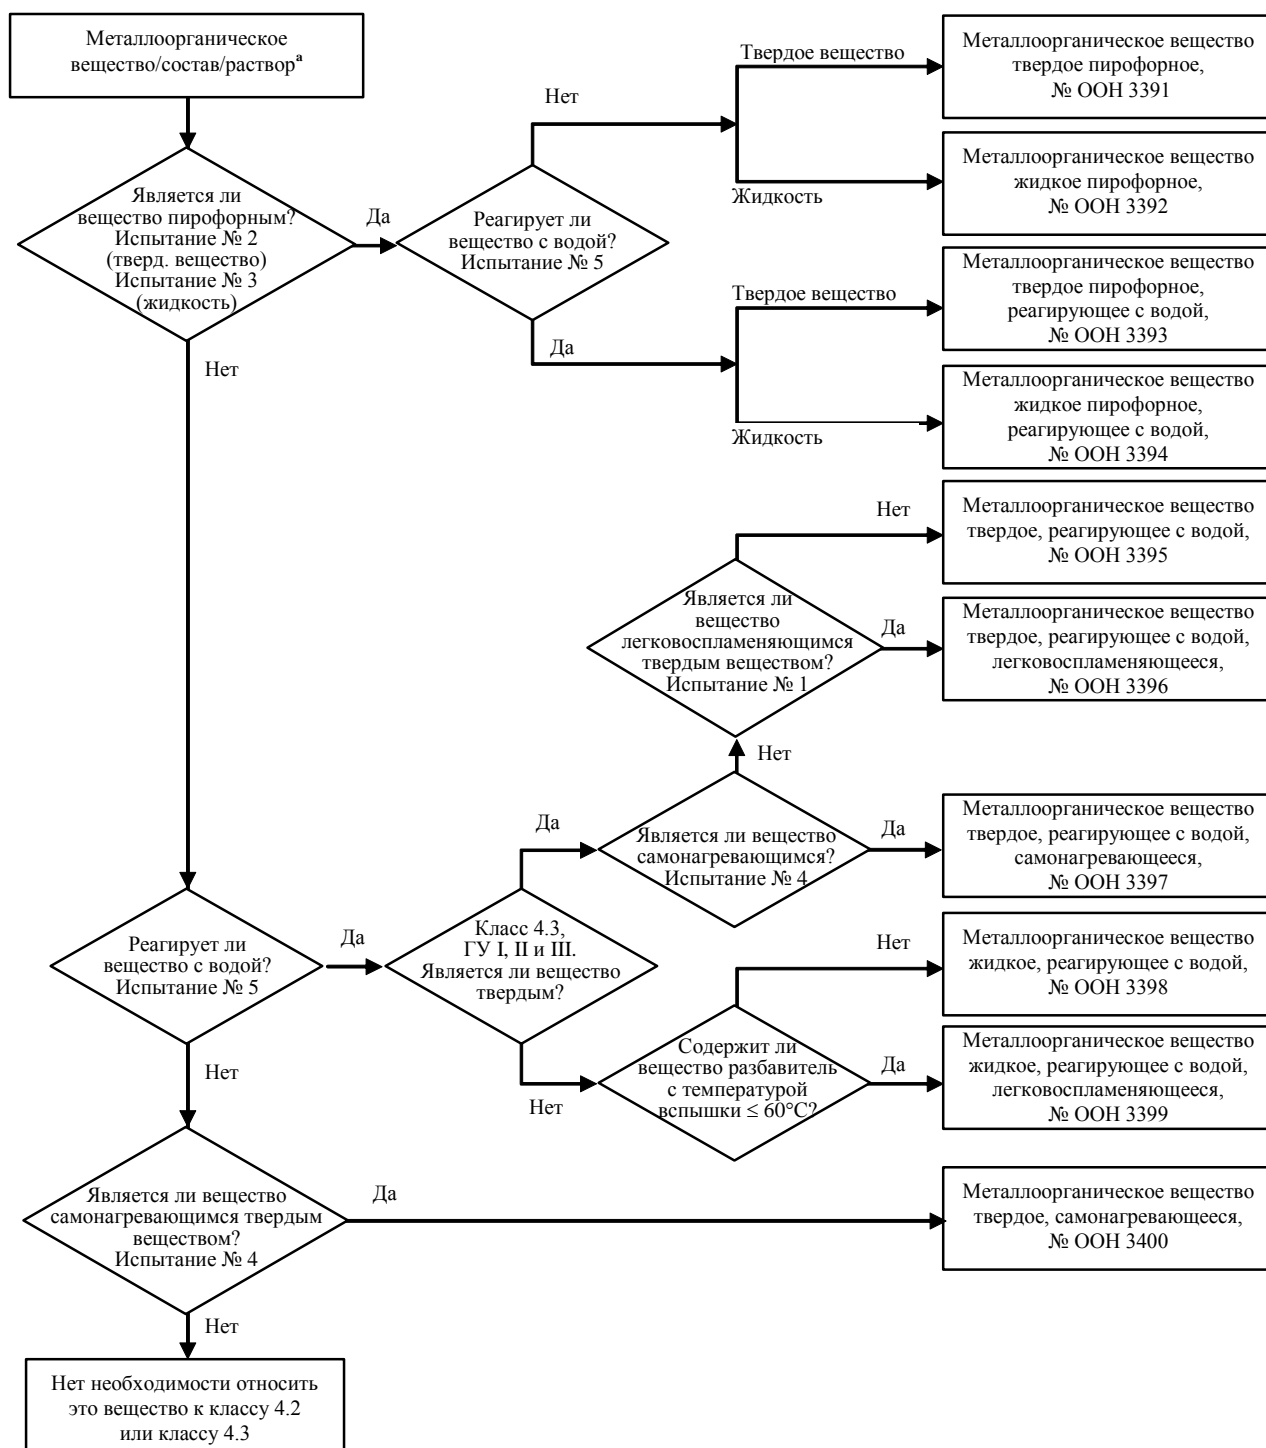 Металлоорганическое
вещество/состав/растворᵃ
Твердое вещество
Металлоорганическое вещество
твердое пирофорное,
№ ООН 3391
Нет
Является ли
вещество пирофорным?
Испытание № 2
(тверд. вещество)
Испытание № 3
(жидкость)
Да
Реагирует ли
вещество с водой?
Испытание № 5
Жидкость
Металлоорганическое вещество
жидкое пирофорное,
№ ООН 3392
Твердое вещество
Металлоорганическое вещество
твердое пирофорное,
реагирующее с водой,
№ ООН 3393
Да
Нет
Жидкость
Металлоорганическое вещество
жидкое пирофорное,
реагирующее с водой,
№ ООН 3394
Нет
Металлоорганическое вещество
твердое, реагирующее с водой,
№ ООН 3395
Является ли
вещество
легковоспламеняющимся
твердым веществом?
Испытание № 1
Да
Металлоорганическое вещество
твердое, реагирующее с водой,
легковоспламеняющееся,
№ ООН 3396
Нет
Да
Является ли вещество
самонагревающимся?
Испытание № 4
Да
Металлоорганическое вещество
твердое, реагирующее с водой,
самонагревающееся,
№ ООН 3397
Реагирует ли
вещество с водой?
Испытание № 5
Да
Класс 4.3,
ГУ I, II и III.
Является ли вещество
твердым?
Нет
Металлоорганическое вещество
жидкое, реагирующее с водой,
№ ООН 3398
Нет
Нет
Содержит ли
вещество разбавитель
с температурой
вспышки ≤ 60°C?
Да
Металлоорганическое вещество
жидкое, реагирующее с водой,
легковоспламеняющееся,
№ ООН 3399
Является ли вещество
самонагревающимся твердым
веществом?
Испытание № 4
Да
Металлоорганическое вещество
твердое, самонагревающееся,
№ ООН 3400
Нет
Нет необходимости относить
это вещество к классу 4.2
или классу 4.3